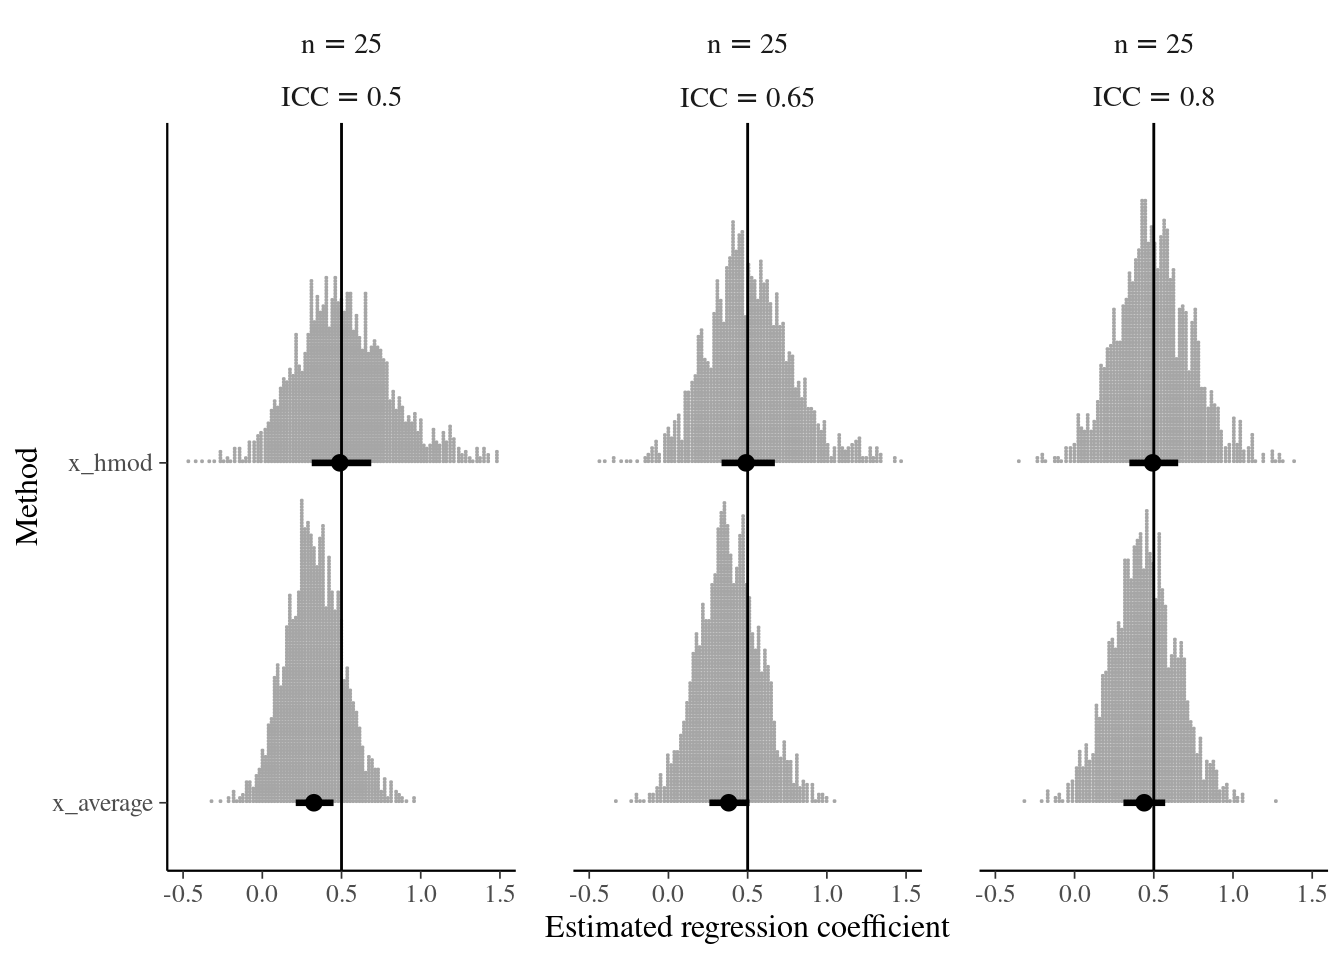 n = 25
n = 25
n = 25
ICC = 0.5
ICC = 0.65
ICC = 0.8
Method
x_hmod
x_average
-0.5 0.0 0.5 1.0 1.5
-0.5 0.0 0.5 1.0 1.5
-0.5 0.0 0.5 1.0 1.5
Estimated regression coefficient